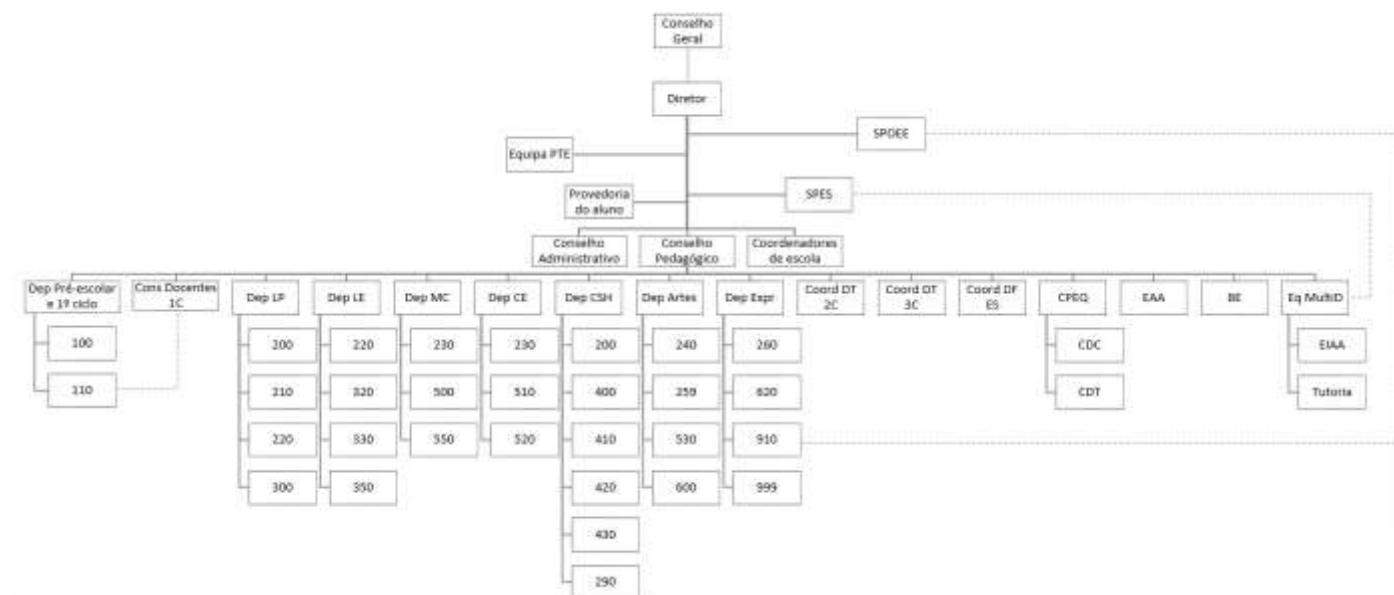 Conselho
Geral
Diretor
SPOEE
Equipa PTE
SPES
Provedoria
do aluno
Conselho
Administrativo
Conselho
Pedagógico
Coordenadores
de escola
Dep Pré-escolar
e 1º ciclo
Cons Docentes
1C
Dep LP
Dep LE
Dep MC
Dep CE
Dep CSH
Dep Artes
Dep Expr
Coord DT
2C
Coord DT
3C
Coord DF
ES
CPEQ
EAA
BE
Eq MultiD
100
200
220
230
230
200
240
260
CDC
EIAA
110
210
320
500
510
400
259
620
CDT
Tutoria
220
330
550
520
410
530
910
300
350
420
600
999
430
290